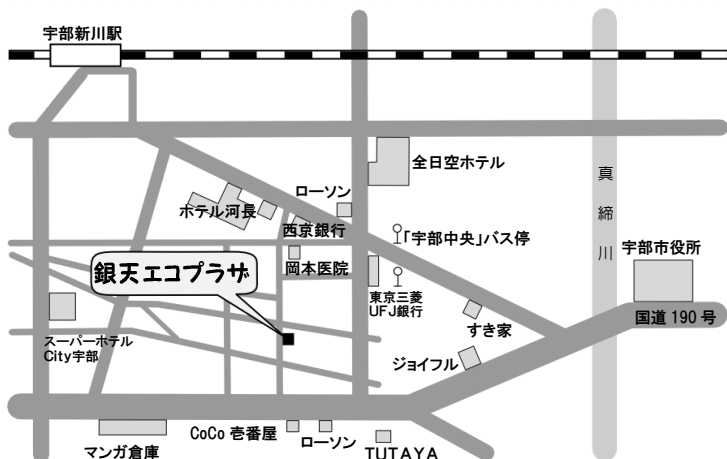 宇部新川駅
全日空ホテル
ローソン
ホテル河長
西京銀行
真締川
「宇部中央」バス停
宇部市役所
岡本医院
銀天エコプラザ
東京三菱
UFJ銀行
国道 190 号
すき家
スーパーホテル
City宇部
ジョイフル
CoCo 壱番屋
ローソン
マンガ倉庫
TUTAYA